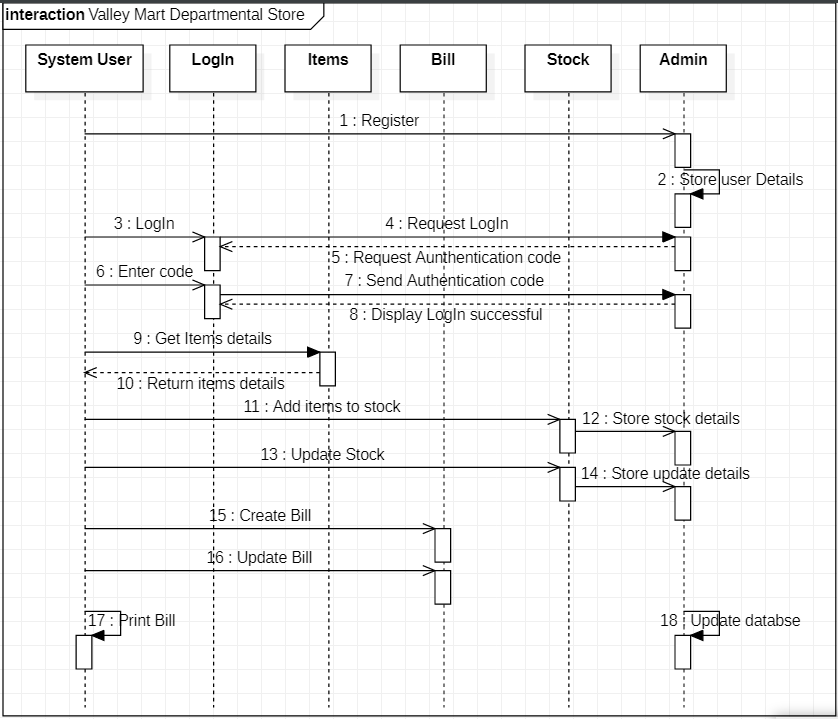 interaction Valley Mart Departmental Store
System User
LogIn
Items
Bill
Stock
Admin
1 : Register
2 : Store user Details
3 : LogIn
4 : Request LogIn
5 : Request Aunthentication code
6 : Enter code
7 : Send Authentication code
8 : Display LogIn successful
9 : Get Items details
10 : Return items details
11 : Add items to stock
12 : Store stock details
13 : Update Stock
14 : Store update details
15 : Create Bill
16 : Update Bill
17 : Print Bill
18 : Update databse